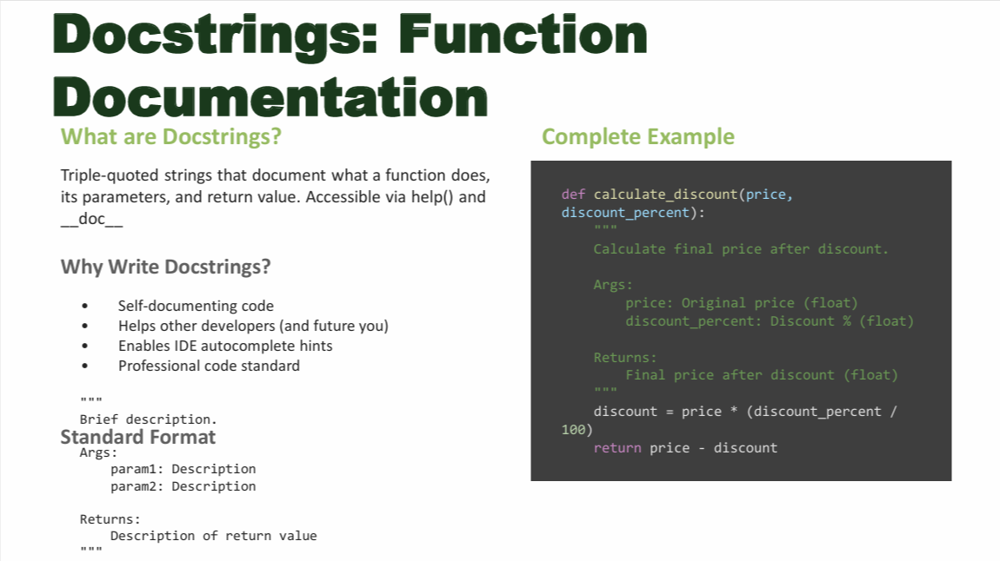 Docstrings: Function
Documentation
What are Docstrings?
Triple-quoted strings that document what a function does,
its parameters, and return value. Accessible via help() and
__doc__
Why Write Docstrings?
• Self-documenting code
• Helps other developers (and future you)
• Enables IDE autocomplete hints
• Professional code standard
"""
Brief description.
Standard Format
Args:
    param1: Description
    param2: Description
Returns:
    Description of return value
"""
Complete Example
def calculate_discount(price,
discount_percent):
    """
    Calculate final price after discount.
    Args:
        price: Original price (float)
        discount_percent: Discount % (float)
    Returns:
        Final price after discount (float)
    """
    discount = price * (discount_percent /
100)
    return price - discount